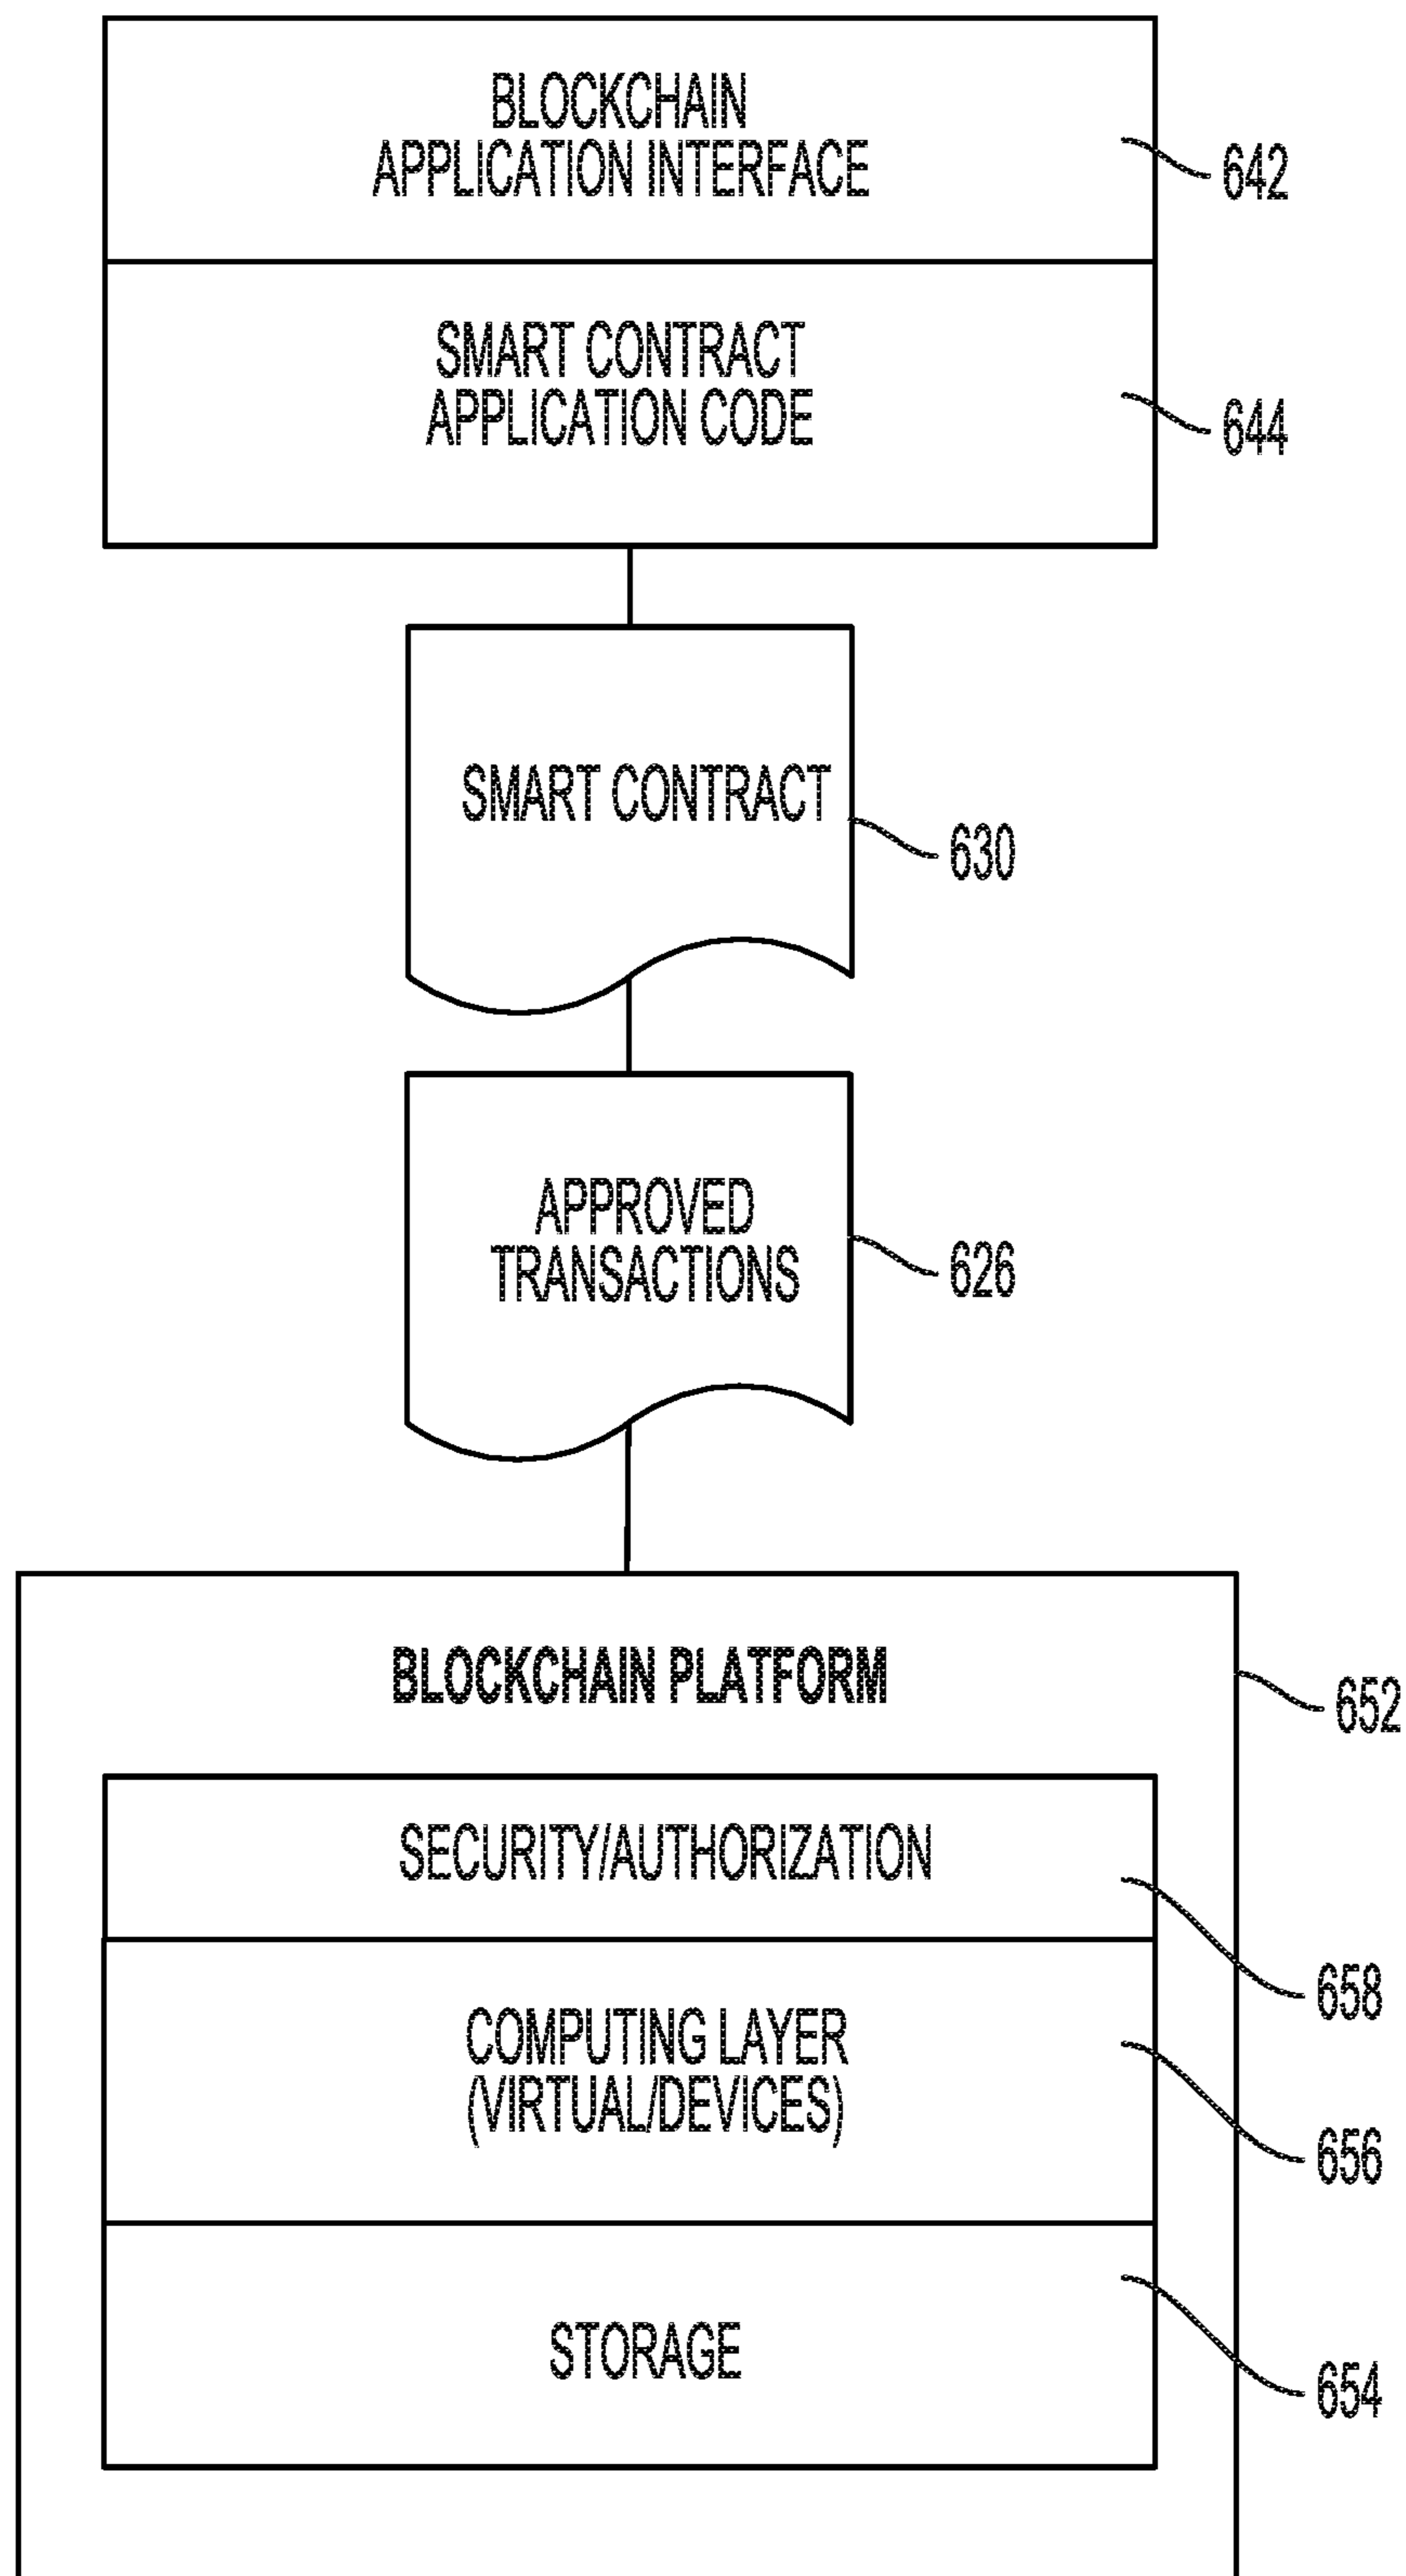 BLOCKCHAIN
APPLICATION INTERFACE
642
SMART CONTRACT
APPLICATION CODE
644
SMART CONTRACT
630
APPROVED
TRANSACTIONS
626
BLOCKCHAIN PLATFORM
652
SECURITY/AUTHORIZATION
658
COMPUTING LAYER
(VIRTUAL/DEVICES)
656
STORAGE
654